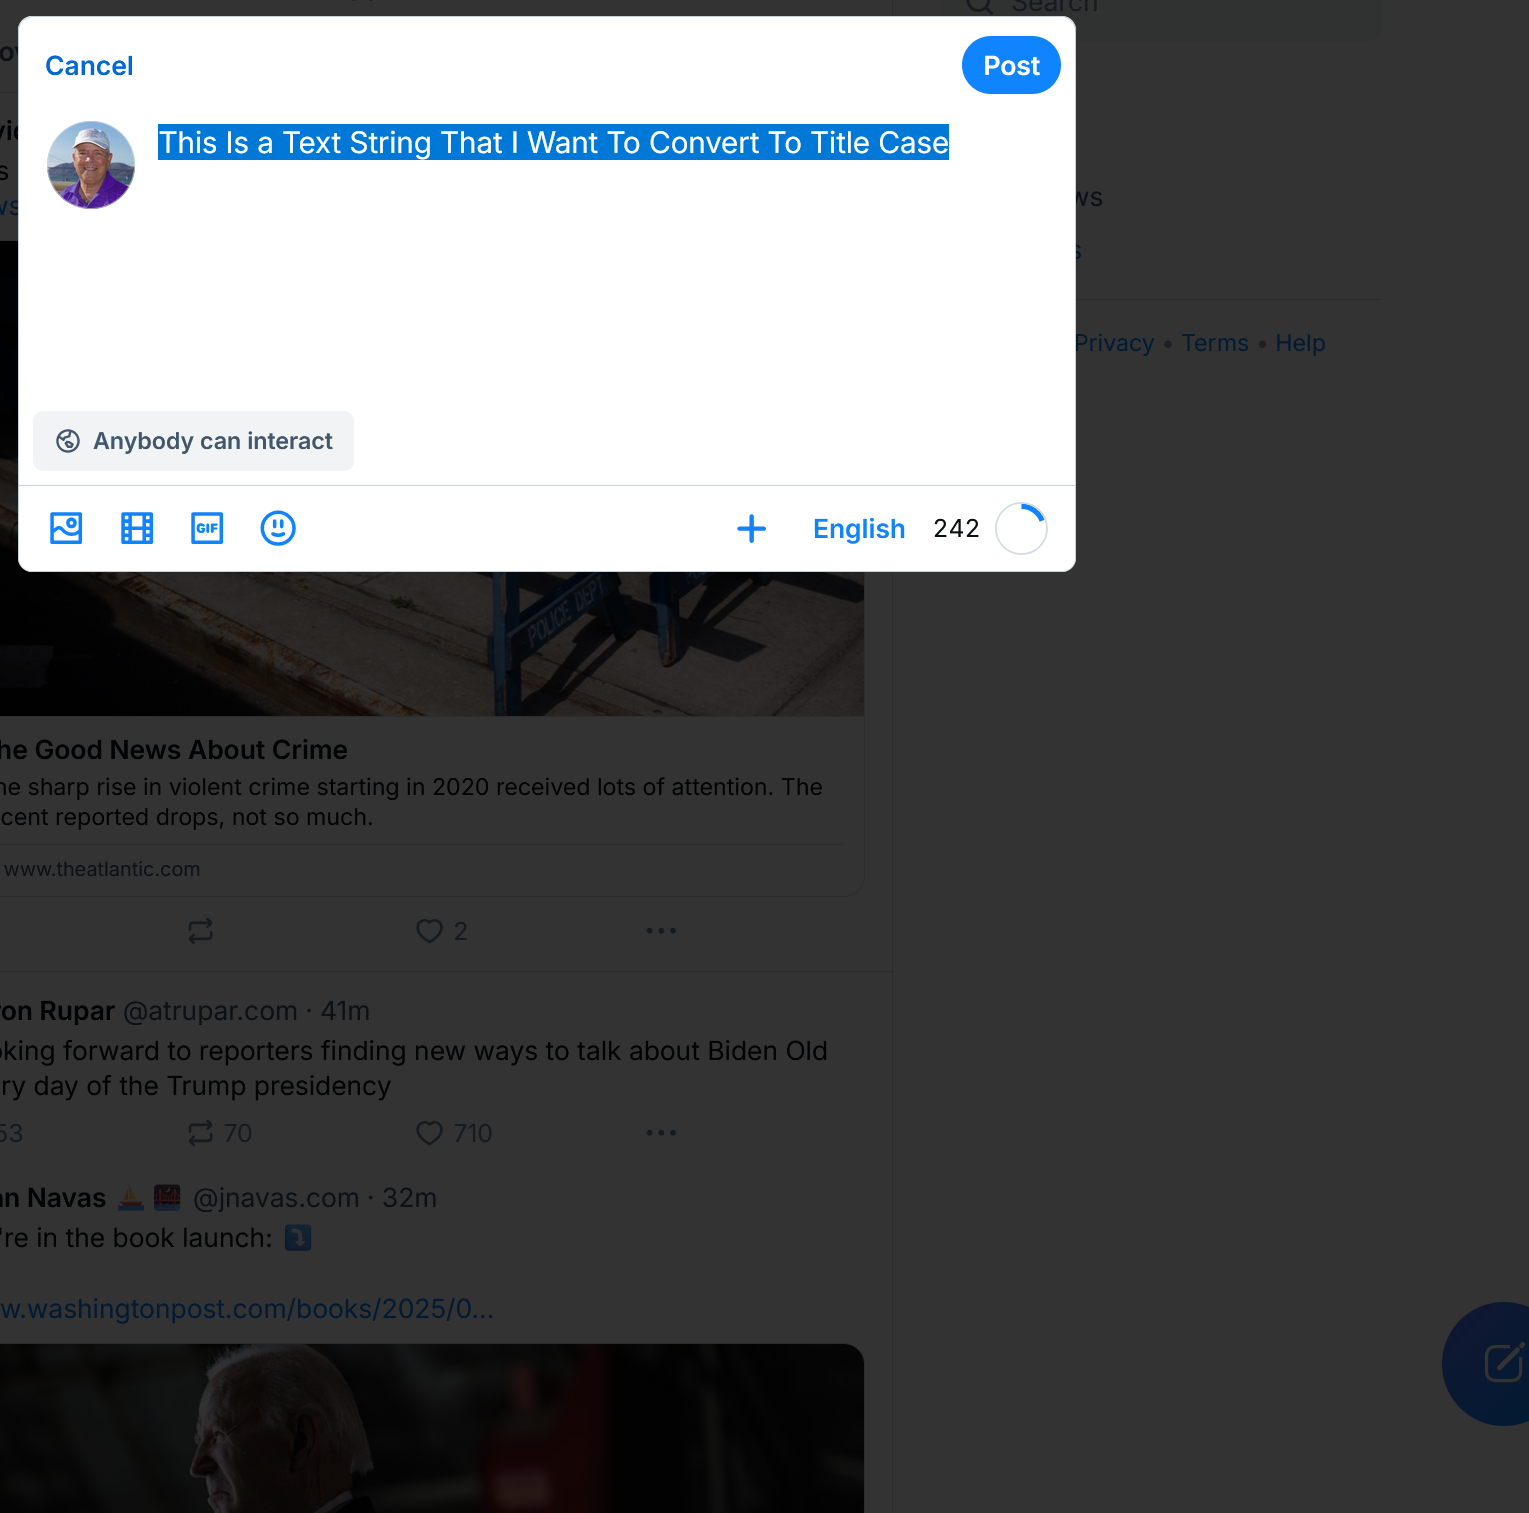 Search
Cancel
Post
This Is a Text String That I Want To Convert To Title Case
ws
s
Privacy • Terms • Help
Anybody can interact
GIF
English
242
POLICE DEPT
he Good News About Crime
he sharp rise in violent crime starting in 2020 received lots of attention. The
cent reported drops, not so much.
www.theatlantic.com
2
on Rupar @atrupar.com · 41m
oking forward to reporters finding new ways to talk about Biden Old
ry day of the Trump presidency
53
70
710
an Navas @jnavas.com · 32m
're in the book launch:
w.washingtonpost.com/books/2025/0...